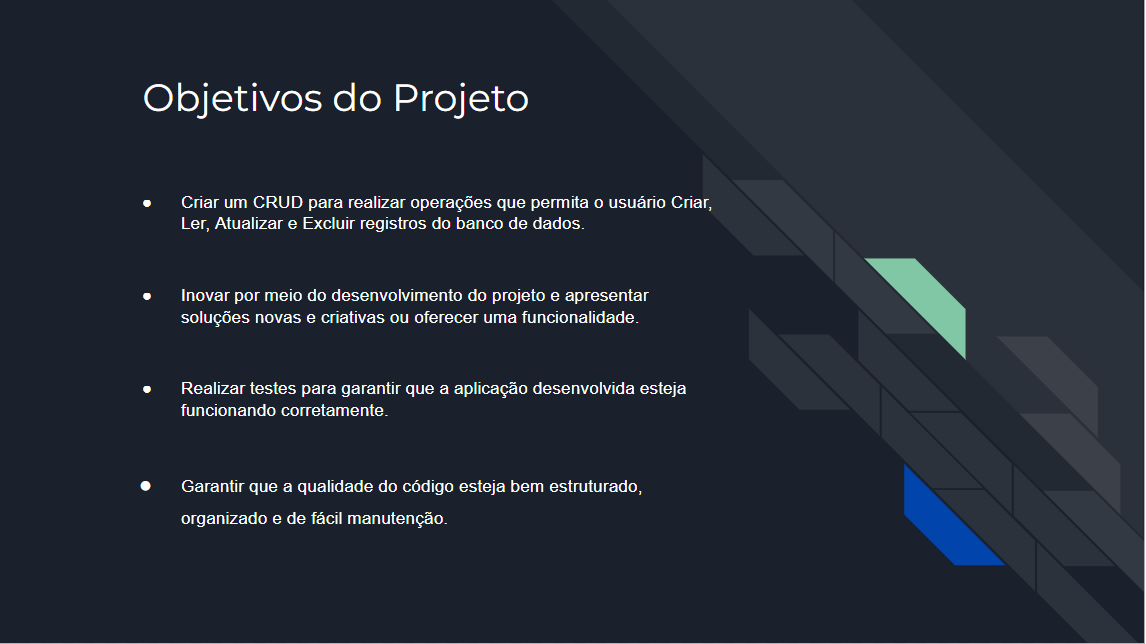 Objetivos do Projeto
● Criar um CRUD para realizar operações que permita o usuário Criar,
Ler, Atualizar e Excluir registros do banco de dados.
● Inovar por meio do desenvolvimento do projeto e apresentar
soluções novas e criativas ou oferecer uma funcionalidade.
● Realizar testes para garantir que a aplicação desenvolvida esteja
funcionando corretamente.
● Garantir que a qualidade do código esteja bem estruturado,
organizado e de fácil manutenção.